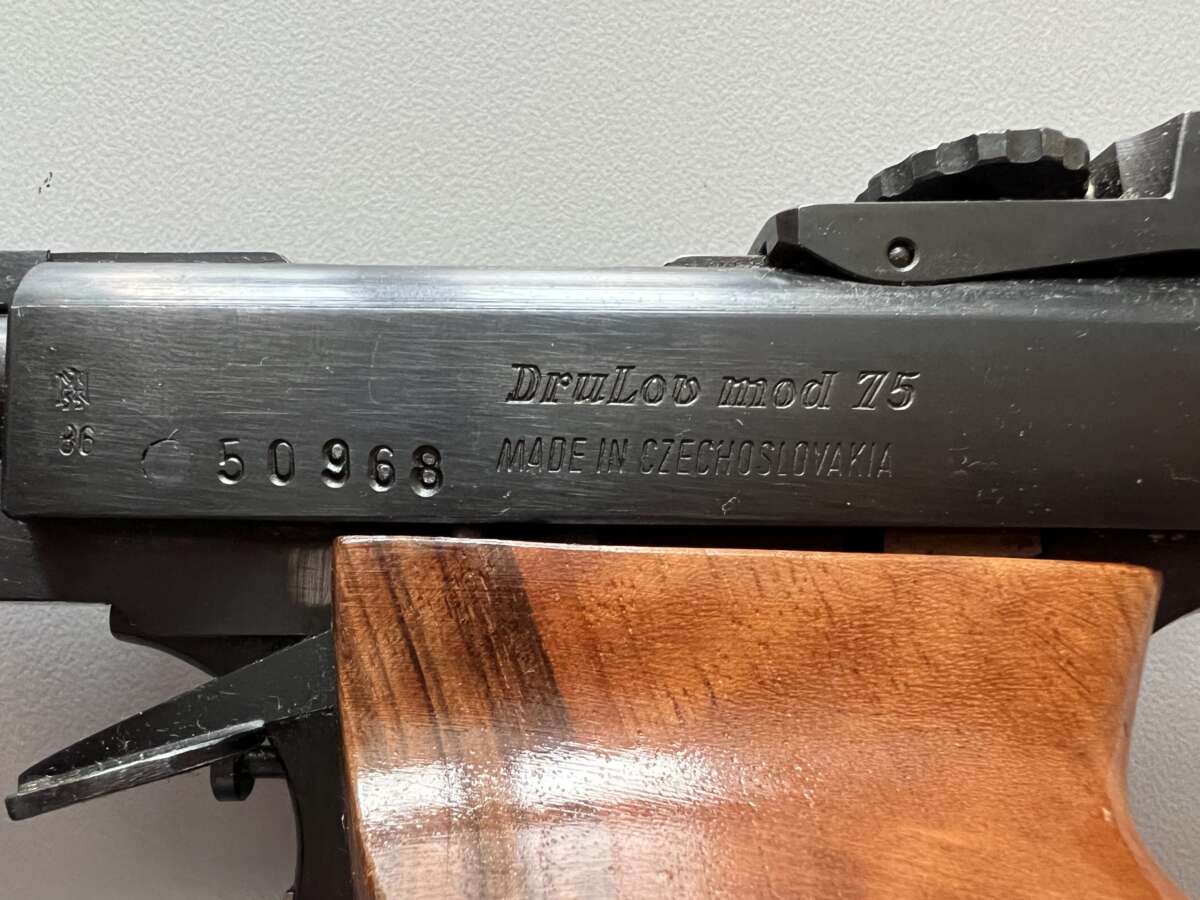 DruLov mod 75
MADE IN CZECHOSLOVAKIA
86
50968